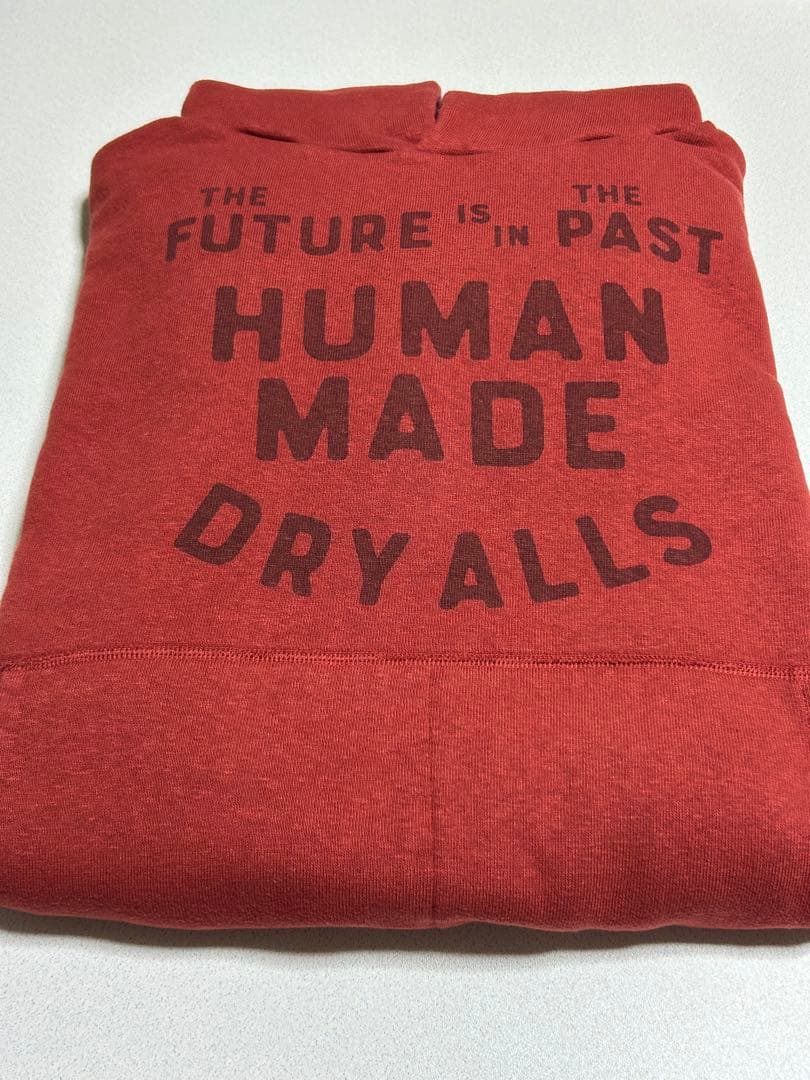 THE FUTURE IS IN THE PAST
HUMAN
MADE
DRY ALLS